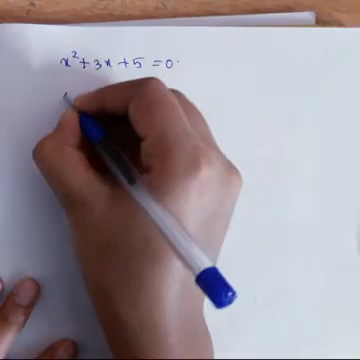 x² + 3x + 5 = 0.